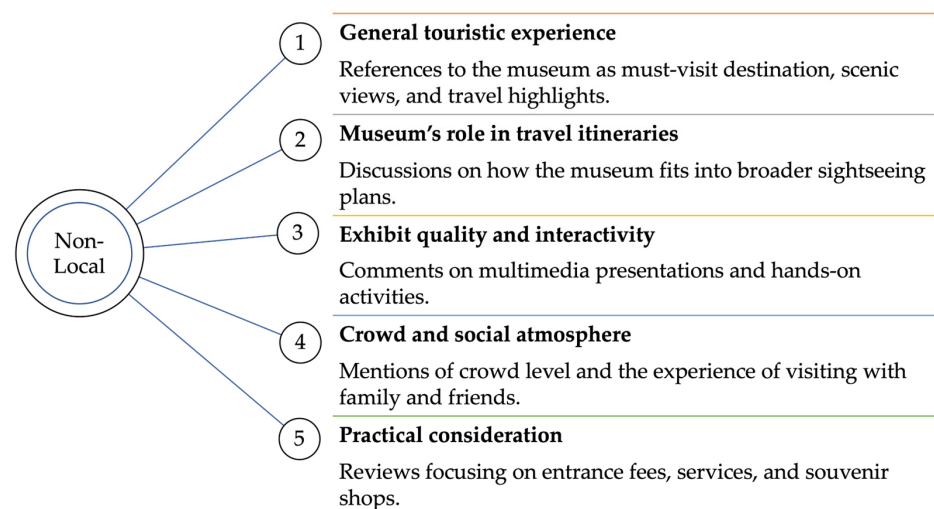 Non-
Local
1
General touristic experience
References to the museum as must-visit destination, scenic
views, and travel highlights.
2
Museum's role in travel itineraries
Discussions on how the museum fits into broader sightseeing
plans.
3
Exhibit quality and interactivity
Comments on multimedia presentations and hands-on
activities.
4
Crowd and social atmosphere
Mentions of crowd level and the experience of visiting with
family and friends.
5
Practical consideration
Reviews focusing on entrance fees, services, and souvenir
shops.